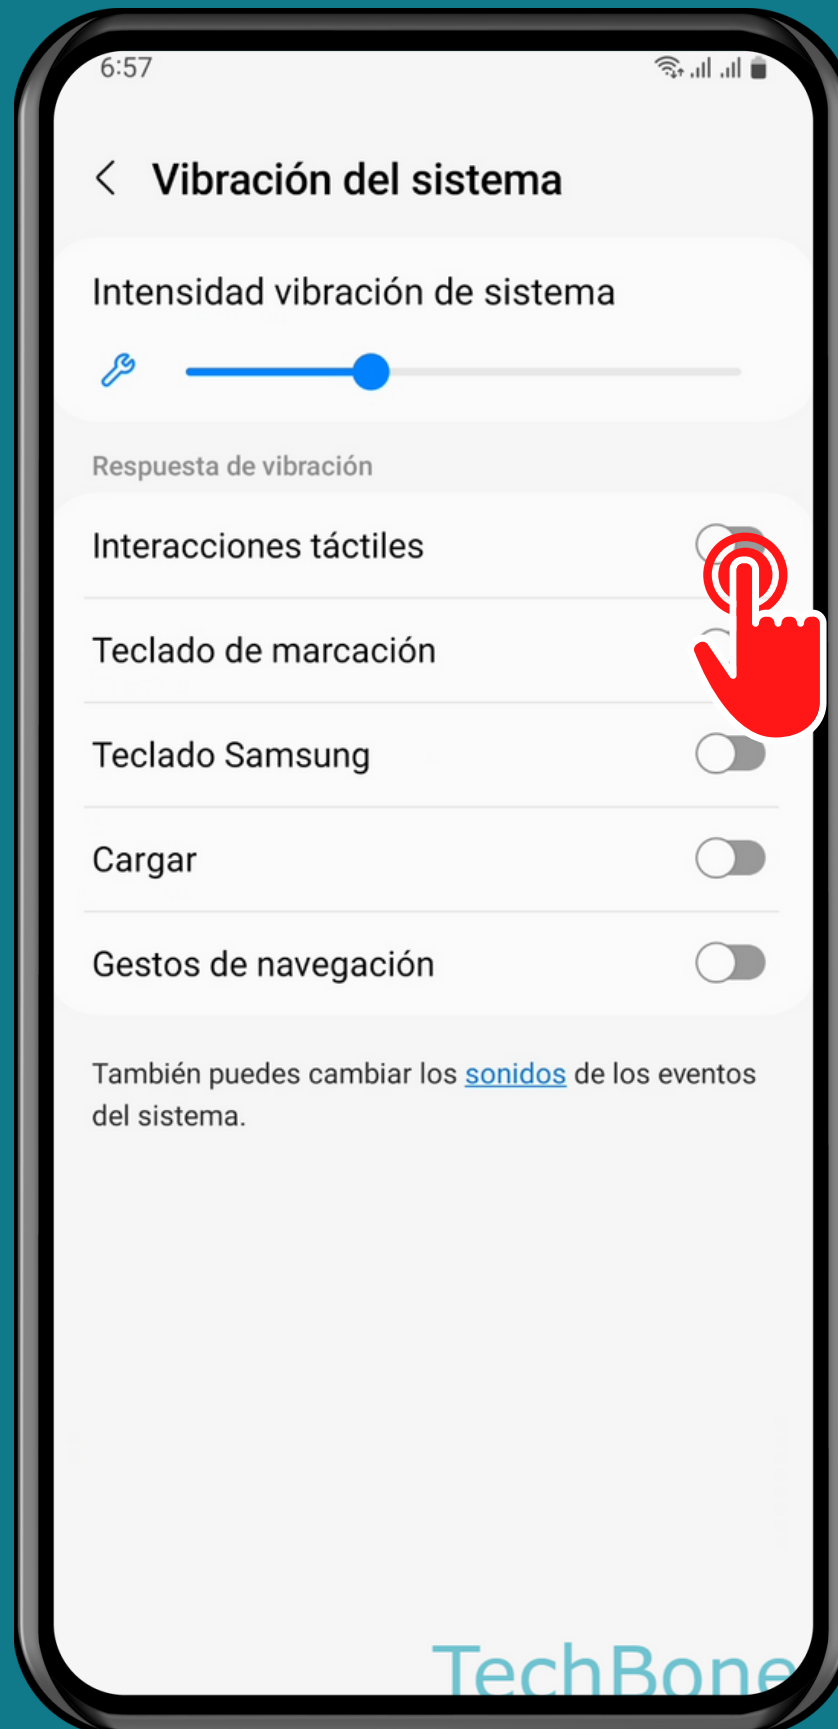 6:57
Vibración del sistema
Intensidad vibración de sistema
Respuesta de vibración
Interacciones táctiles
Teclado de marcación
Teclado Samsung
Cargar
Gestos de navegación
También puedes cambiar los sonidos de los eventos
del sistema.
TechBone